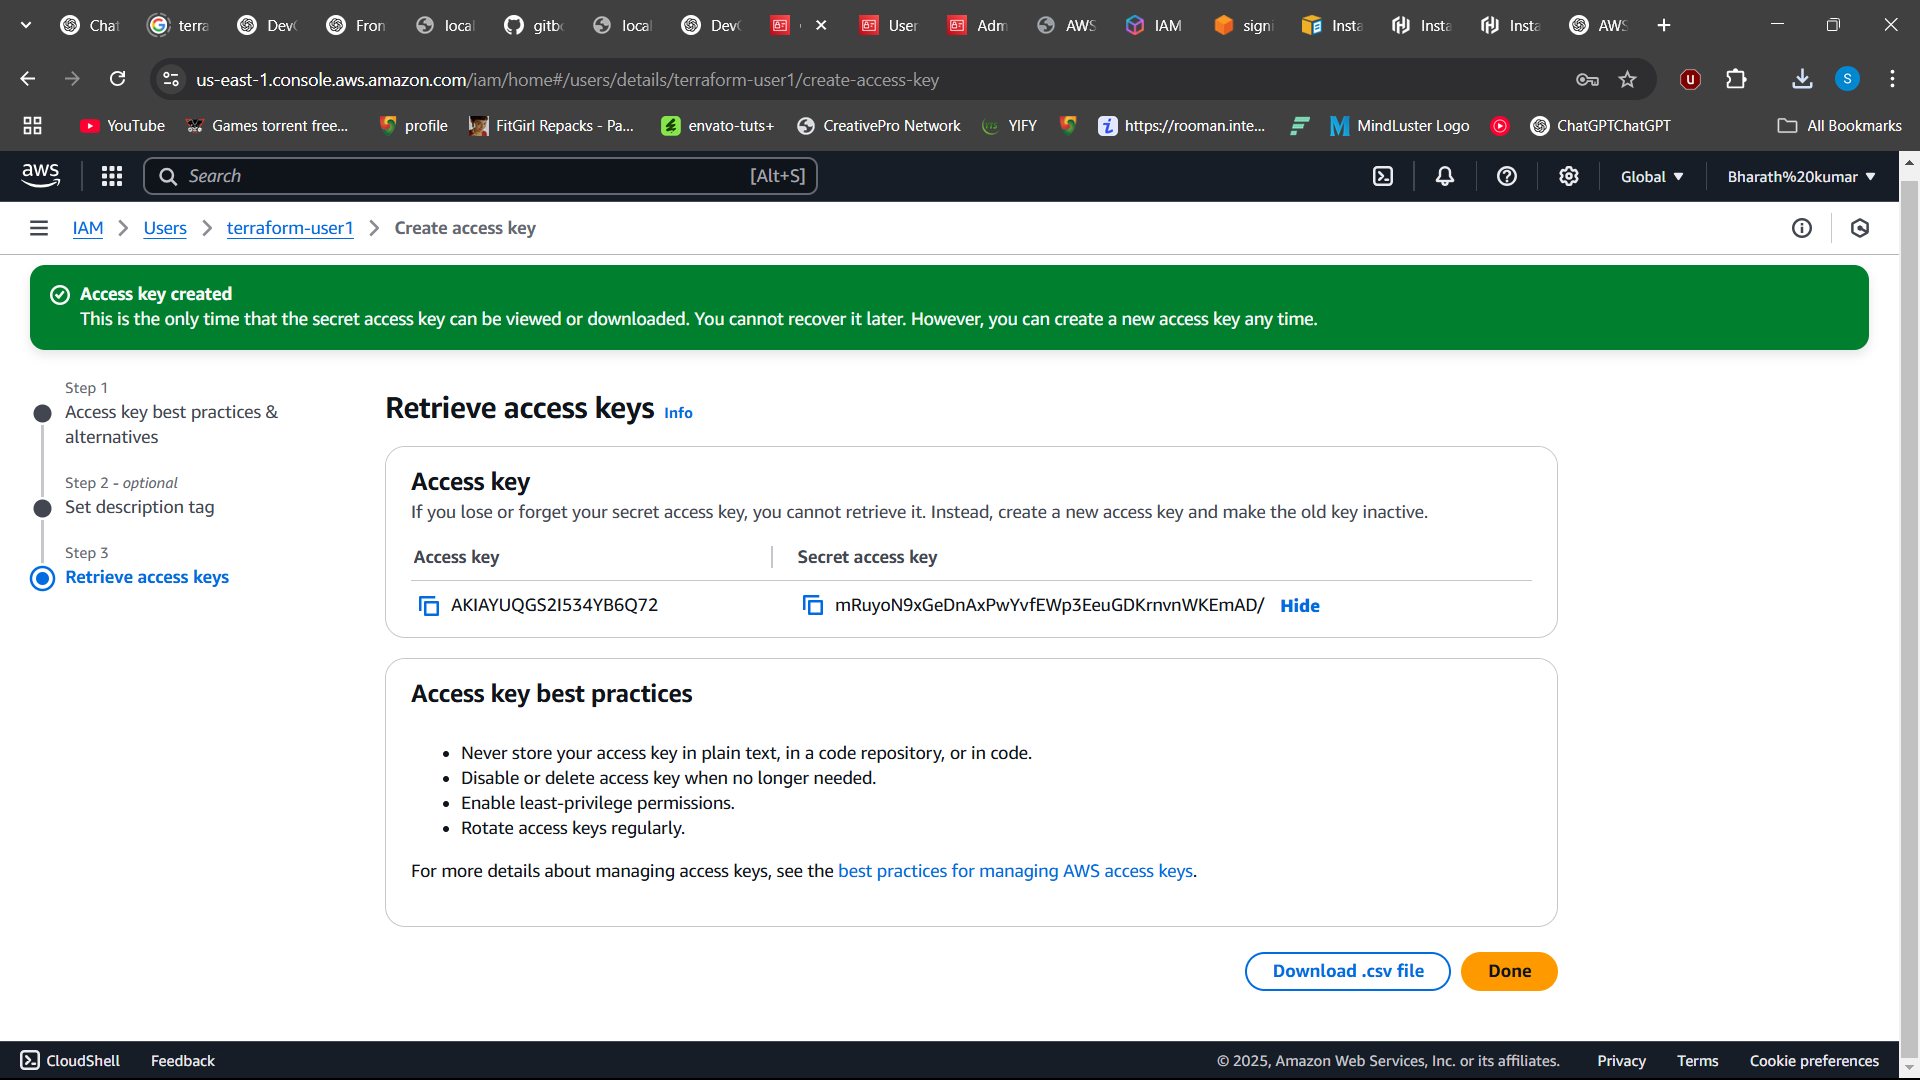 Chat
terra
DevO
Fron
local
gitbo
local
DevO
User
Adm
AWS
IAM
signi
Insta
Insta
Insta
AWS
us-east-1.console.aws.amazon.com/iam/home#/users/details/terraform-user1/create-access-key
S
YouTube
Games torrent free...
profile
FitGirl Repacks - Pa...
envato-tuts+
CreativePro Network
YIFY
https://rooman.inte...
MindLuster Logo
ChatGPTChatGPT
All Bookmarks
aws
Search [Alt+S]
Global
Bharath%20kumar
IAM > Users > terraform-user1 > Create access key
Access key created
This is the only time that the secret access key can be viewed or downloaded. You cannot recover it later. However, you can create a new access key any time.
Step 1
Access key best practices &
alternatives
Step 2 - optional
Set description tag
Step 3
Retrieve access keys
Retrieve access keys Info
Access key
If you lose or forget your secret access key, you cannot retrieve it. Instead, create a new access key and make the old key inactive.
Access key
Secret access key
AKIAYUQGS2I534YB6Q72
mRuyoN9xGeDnAxPwYvfEWp3EeuGDKrnvnWKEmAD/ Hide
Access key best practices
• Never store your access key in plain text, in a code repository, or in code.
• Disable or delete access key when no longer needed.
• Enable least-privilege permissions.
• Rotate access keys regularly.
For more details about managing access keys, see the best practices for managing AWS access keys.
Download .csv file
Done
CloudShell
Feedback
© 2025, Amazon Web Services, Inc. or its affiliates.
Privacy
Terms
Cookie preferences